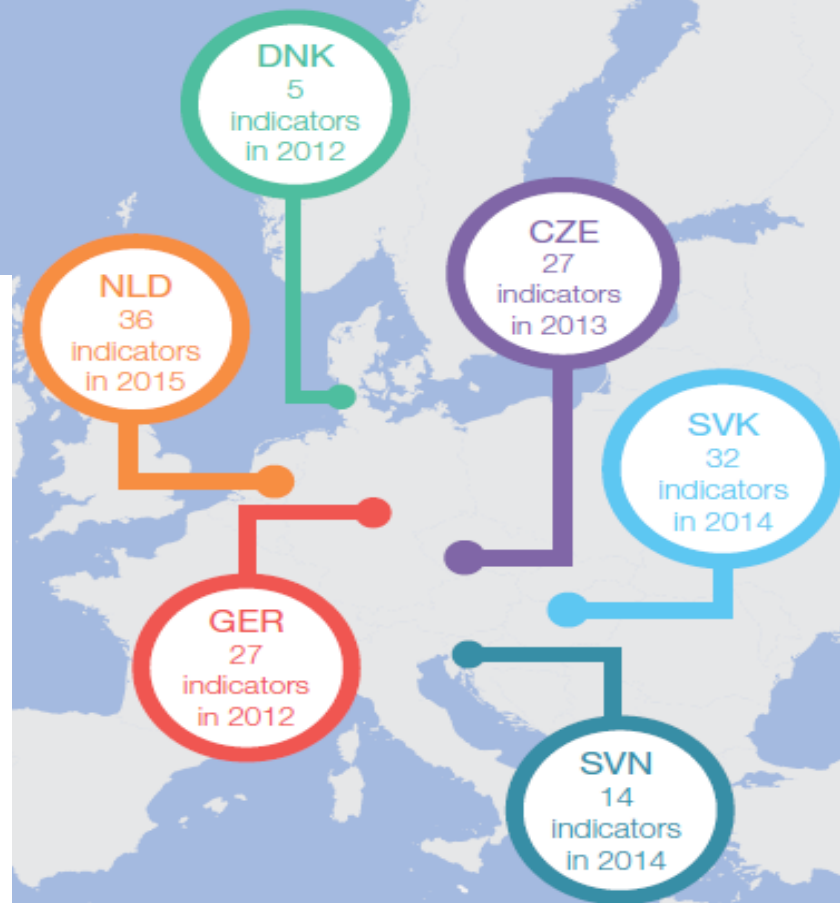 DNK
5
indicators
in 2012
CZE
27
indicators
in 2013
NLD
36
indicators
in 2015
SVK
32
indicators
in 2014
GER
27
indicators
in 2012
SVN
14
indicators
in 2014